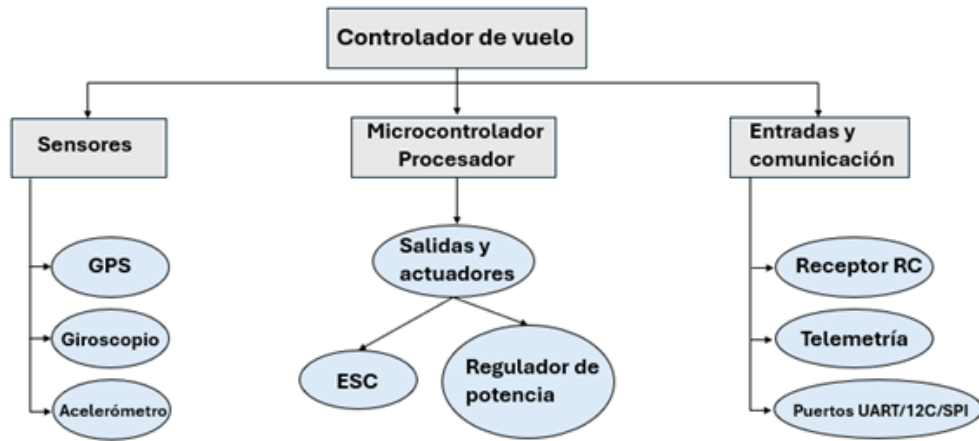 Controlador de vuelo
Sensores
Microcontrolador
Procesador
Entradas y
comunicación
GPS
Giroscopio
Acelerómetro
Salidas y
actuadores
ESC
Regulador de
potencia
Receptor RC
Telemetría
Puertos UART/12C/SPI